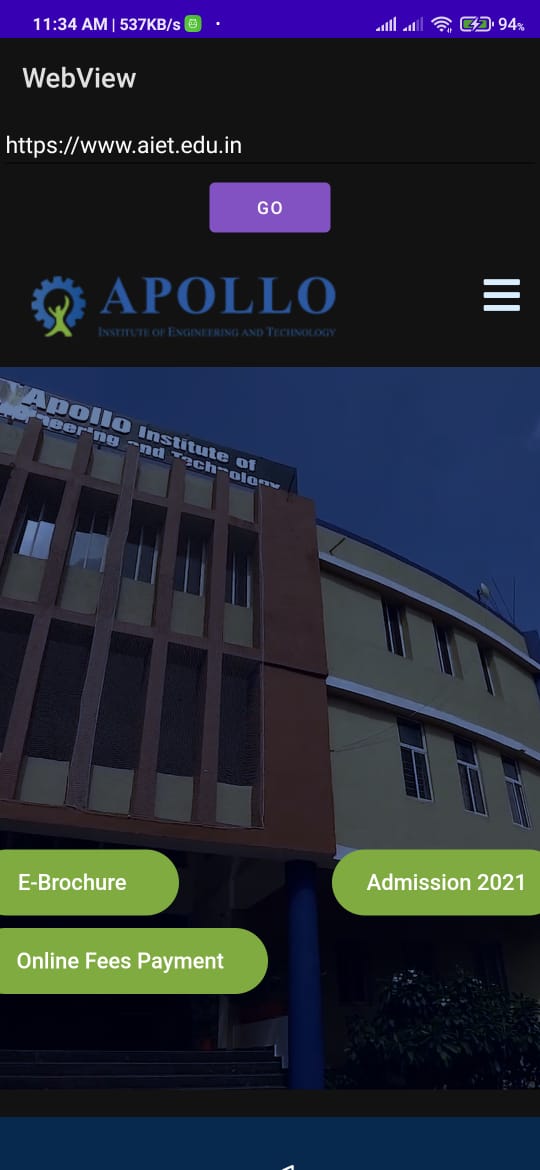 11:34 AM | 537KB/s
94%
WebView
https://www.aiet.edu.in
GO
APOLLO
INSTITUTE OF ENGINEERING AND TECHNOLOGY
Apollo Institute of
neering and Technology
E-Brochure
Admission 2021
Online Fees Payment